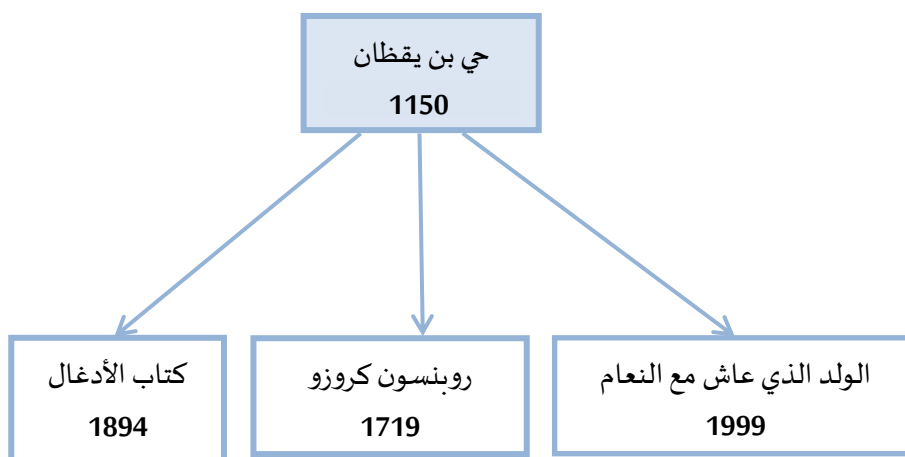 حي بن يقظان
1150
الولد الذي عاش مع النعام
1999
روبنسون كروزو
1719
كتاب الأدغال
1894